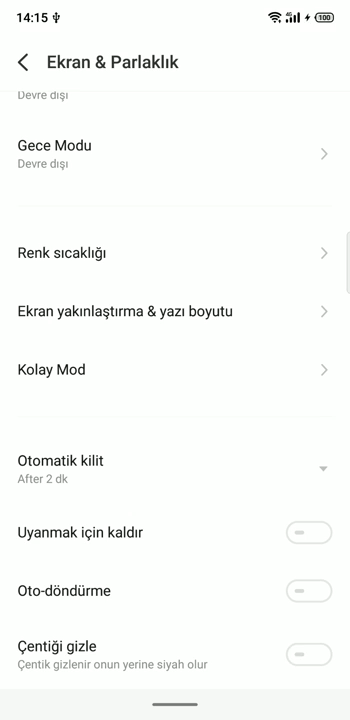 14:15
4G
100
Ekran & Parlaklık
Devre dışı
Gece Modu
Devre dışı
Renk sıcaklığı
Ekran yakınlaştırma & yazı boyutu
Kolay Mod
Otomatik kilit
After 2 dk
Uyanmak için kaldır
Oto-döndürme
Çentiği gizle
Çentik gizlenir onun yerine siyah olur